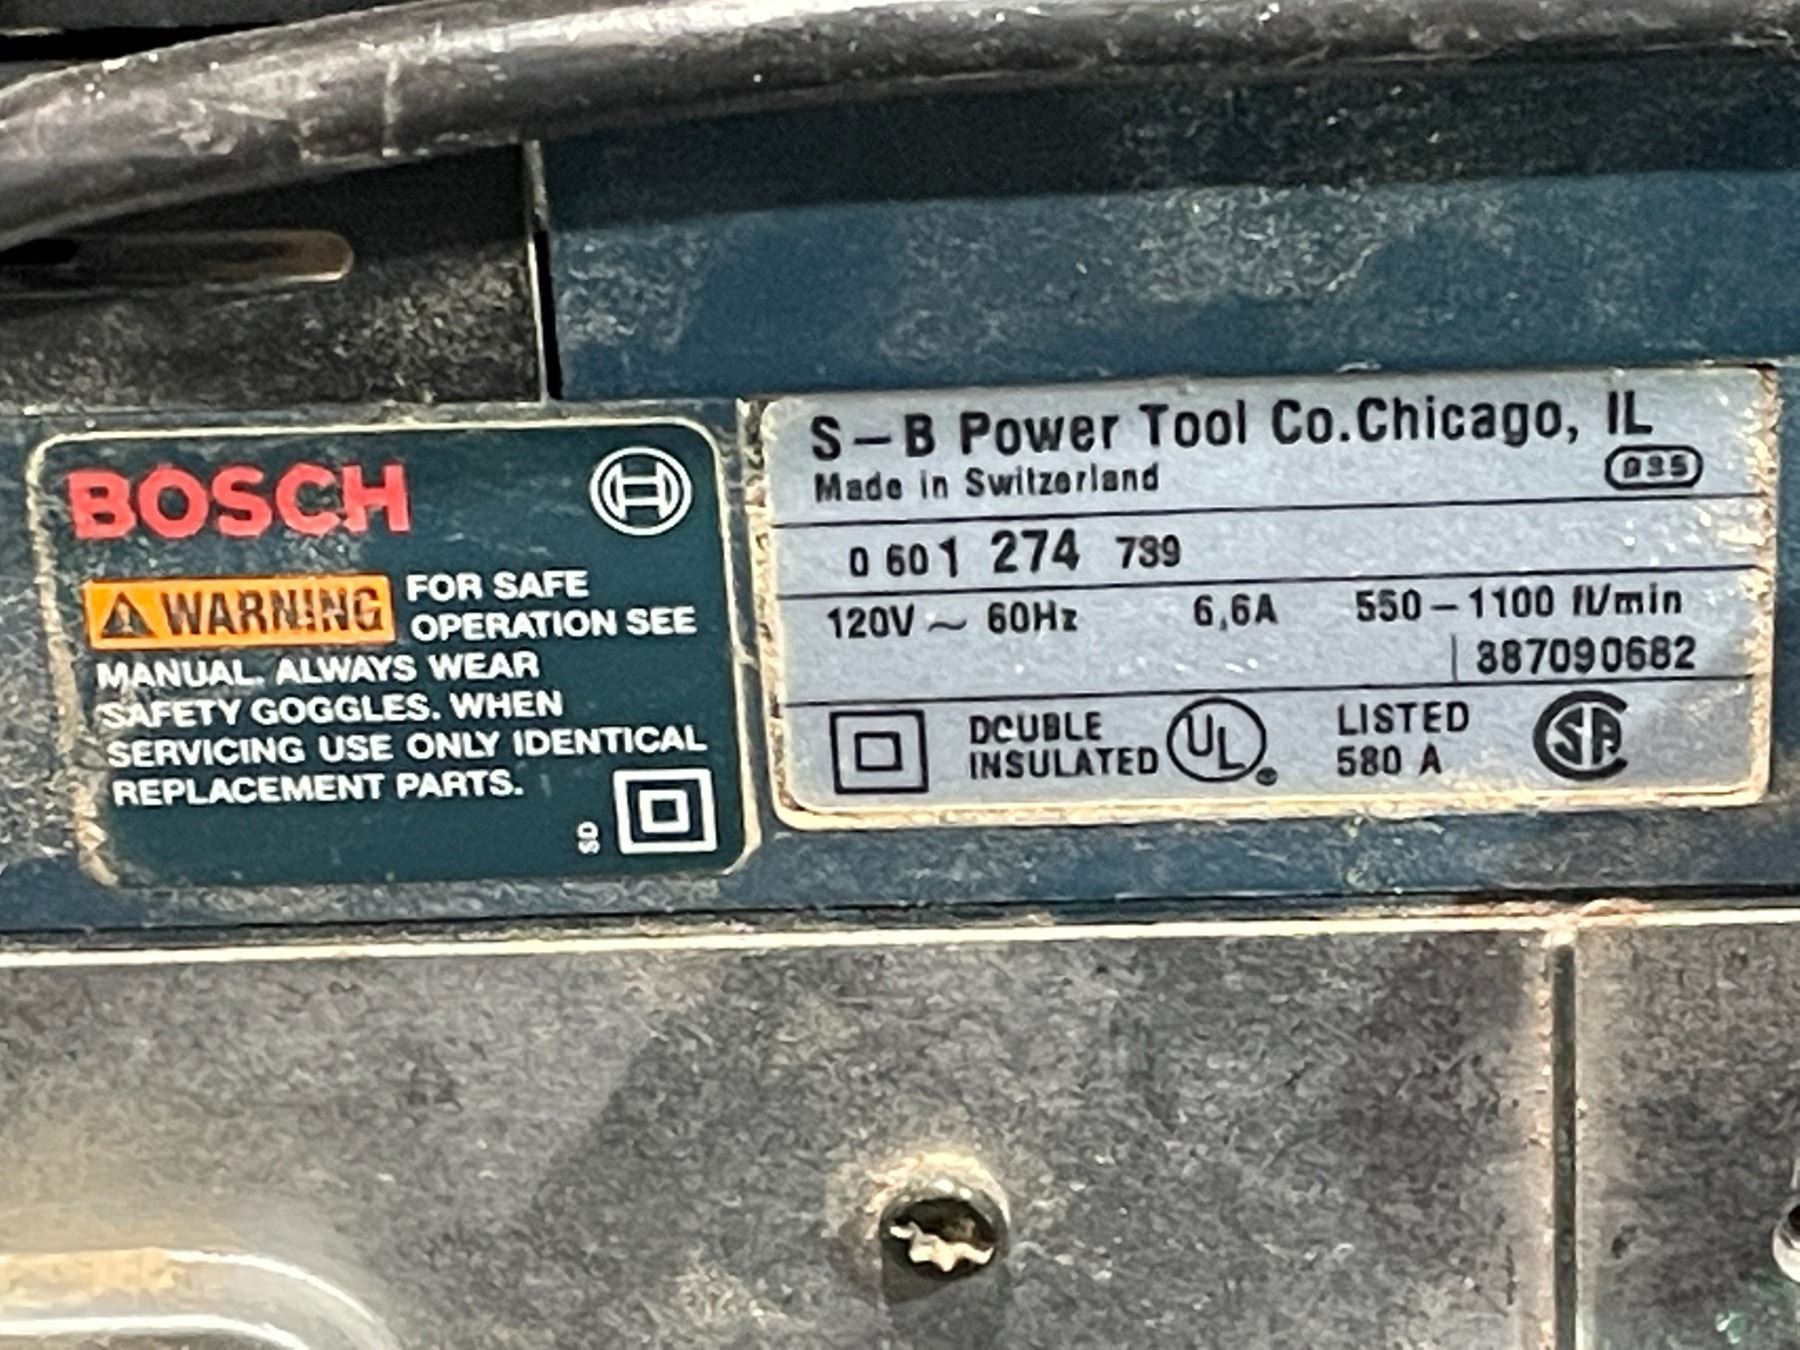 BOSCH
WARNING FOR SAFE
OPERATION SEE
MANUAL. ALWAYS WEAR
SAFETY GOGGLES. WHEN
SERVICING USE ONLY IDENTICAL
REPLACEMENT PARTS.
SD
S-B Power Tool Co. Chicago, IL
Made in Switzerland
035
0 601 274 739
120V ~ 60Hz 6,6A 550-1100 ft/min
387090682
DOUBLE
INSULATED
UL
LISTED
580 A
SA